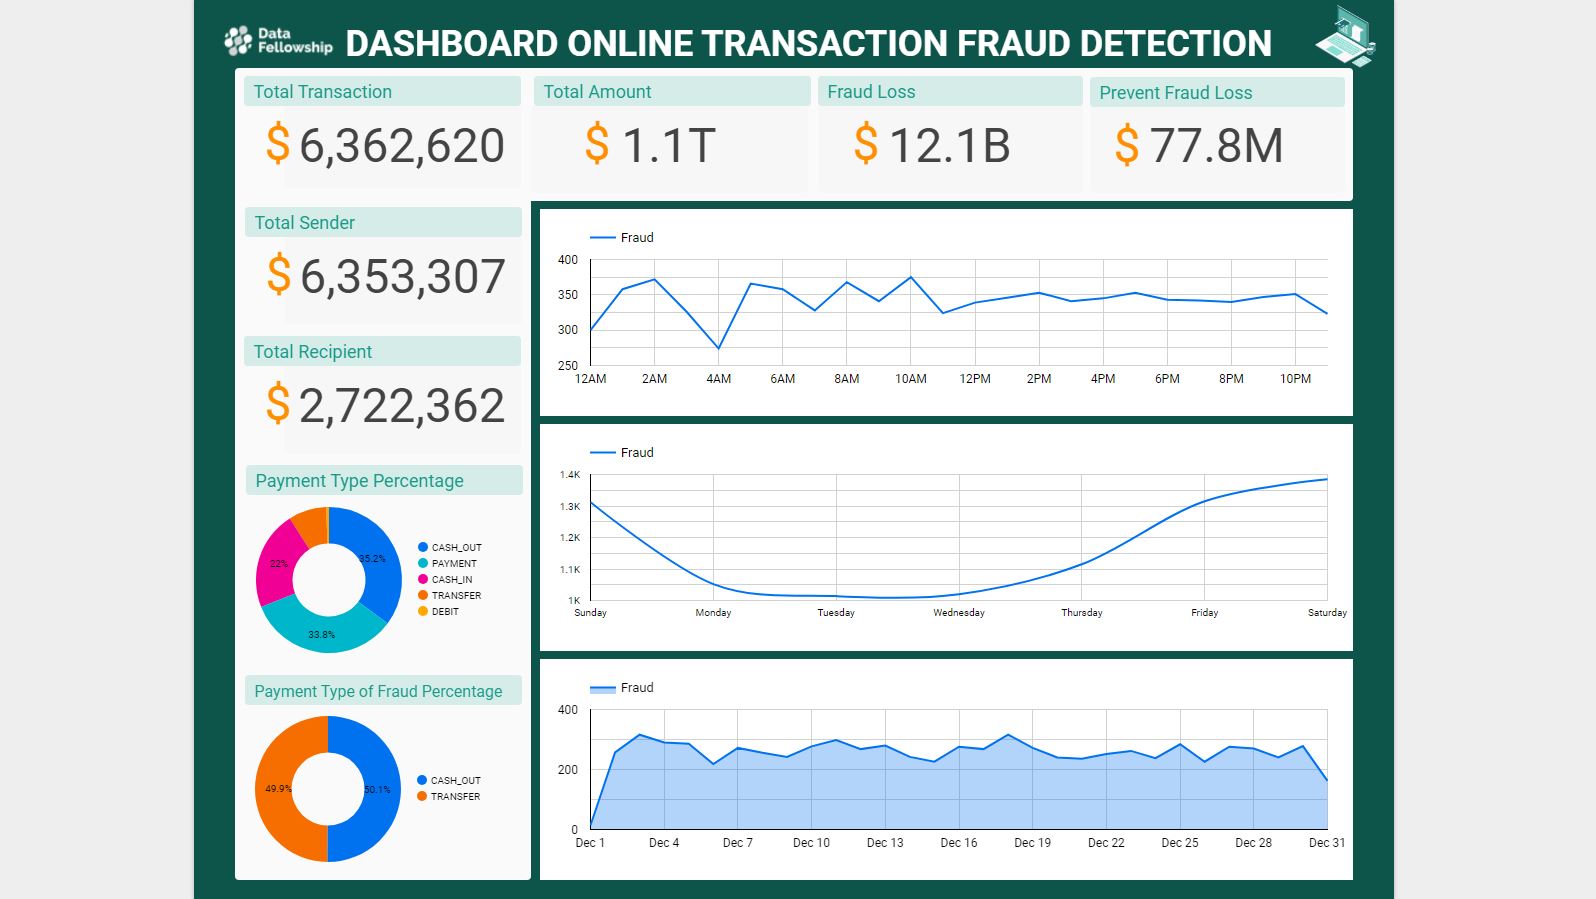 Data
Fellowship
DASHBOARD ONLINE TRANSACTION FRAUD DETECTION
Total Transaction
$ 6,362,620
Total Amount
$ 1.1T
Fraud Loss
$ 12.1B
Prevent Fraud Loss
$ 77.8M
Total Sender
$ 6,353,307
Total Recipient
$ 2,722,362
Payment Type Percentage
35.2%
22%
33.8%
CASH_OUT
PAYMENT
CASH_IN
TRANSFER
DEBIT
Payment Type of Fraud Percentage
49.9%
50.1%
CASH_OUT
TRANSFER
Fraud
400
350
300
250
12AM 2AM 4AM 6AM 8AM 10AM 12PM 2PM 4PM 6PM 8PM 10PM
Fraud
1.4K
1.3K
1.2K
1.1K
1K
Sunday Monday Tuesday Wednesday Thursday Friday Saturday
Fraud
400
200
0
Dec 1 Dec 4 Dec 7 Dec 10 Dec 13 Dec 16 Dec 19 Dec 22 Dec 25 Dec 28 Dec 31